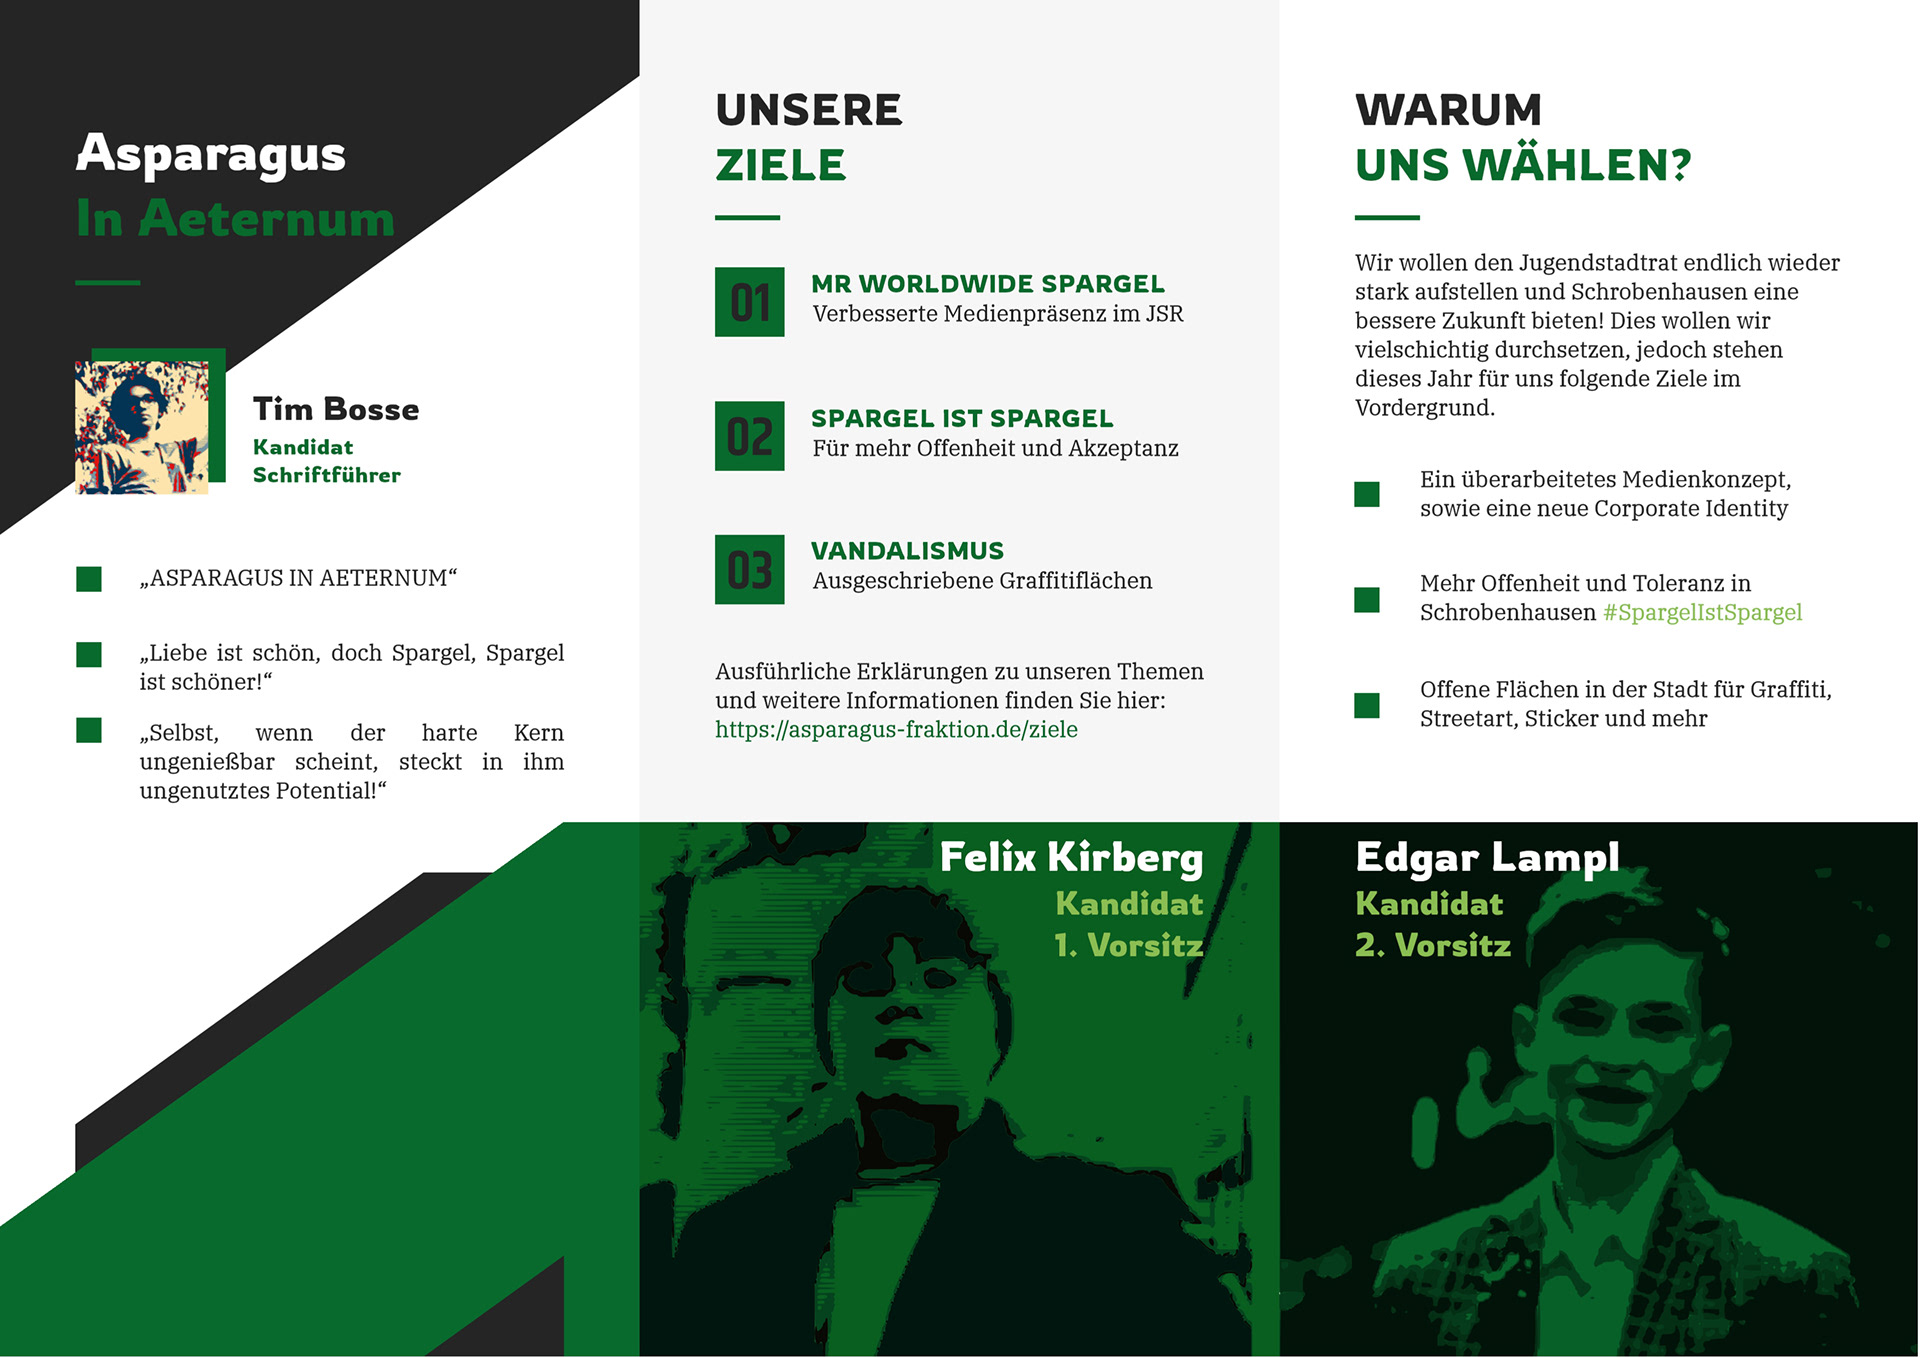 Asparagus
In Aeternum
Tim Bosse
Kandidat
Schriftführer
„ASPARAGUS IN AETERNUM“
„Liebe ist schön, doch Spargel, Spargel
ist schöner!“
„Selbst, wenn der harte Kern
ungenießbar scheint, steckt in ihm
ungenutztes Potential!“
UNSERE
ZIELE
01
MR WORLDWIDE SPARGEL
Verbesserte Medienpräsenz im JSR
02
SPARGEL IST SPARGEL
Für mehr Offenheit und Akzeptanz
03
VANDALISMUS
Ausgeschriebene Graffitiflächen
Ausführliche Erklärungen zu unseren Themen
und weitere Informationen finden Sie hier:
https://asparagus-fraktion.de/ziele
Felix Kirberg
Kandidat
1. Vorsitz
WARUM
UNS WÄHLEN?
Wir wollen den Jugendstadtrat endlich wieder
stark aufstellen und Schrobenhausen eine
bessere Zukunft bieten! Dies wollen wir
vielschichtig durchsetzen, jedoch stehen
dieses Jahr für uns folgende Ziele im
Vordergrund.
Ein überarbeitetes Medienkonzept,
sowie eine neue Corporate Identity
Mehr Offenheit und Toleranz in
Schrobenhausen #SpargelIstSpargel
Offene Flächen in der Stadt für Graffiti,
Streetart, Sticker und mehr
Edgar Lampl
Kandidat
2. Vorsitz